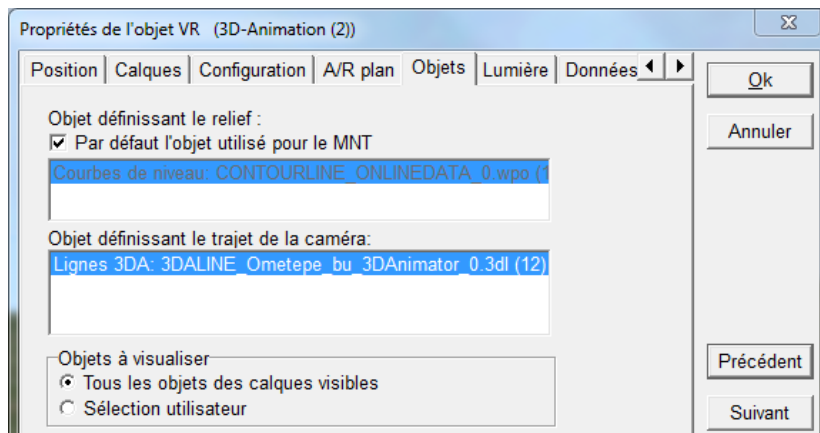 Propriétés de l'objet VR (3D-Animation (2))
Position Calques Configuration A/R plan Objets Lumière Données
Ok
Annuler
Objet définissant le relief :
Par défaut l'objet utilisé pour le MNT
Courbes de niveau: CONTOURLINE_ONLINEDATA_0.wpo (1
Objet définissant le trajet de la caméra:
Lignes 3DA: 3DALINE_Ometepe_bu_3DAnimator_0.3dl (12)
Objets à visualiser
Tous les objets des calques visibles
Sélection utilisateur
Précédent
Suivant